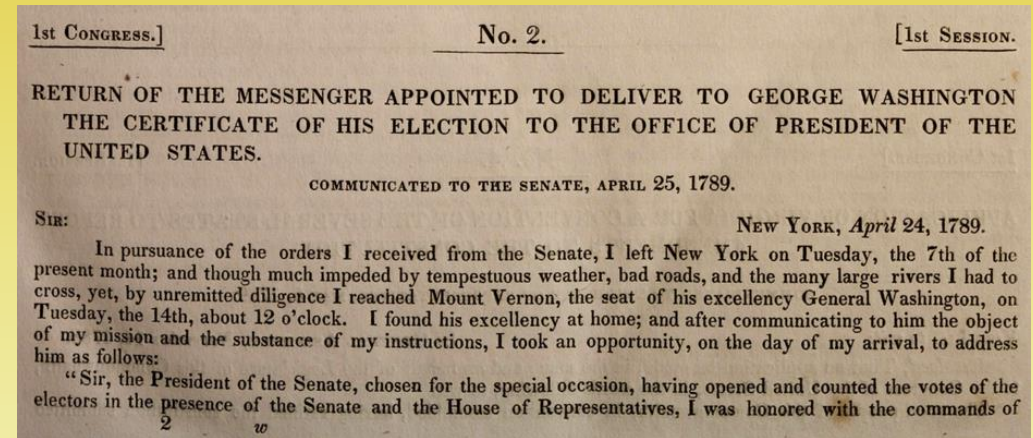 1st Congress.] No. 2. [1st Session.
RETURN OF THE MESSENGER APPOINTED TO DELIVER TO GEORGE WASHINGTON
THE CERTIFICATE OF HIS ELECTION TO THE OFFICE OF PRESIDENT OF THE
UNITED STATES.
COMMUNICATED TO THE SENATE, APRIL 25, 1789.
Sir: New York, April 24, 1789.
In pursuance of the orders I received from the Senate, I left New York on Tuesday, the 7th of the
present month; and though much impeded by tempestuous weather, bad roads, and the many large rivers I had to
cross, yet, by unremitted diligence I reached Mount Vernon, the seat of his excellency General Washington, on
Tuesday, the 14th, about 12 o'clock. I found his excellency at home; and after communicating to him the object
of my mission and the substance of my instructions, I took an opportunity, on the day of my arrival, to address
him as follows:
"Sir, the President of the Senate, chosen for the special occasion, having opened and counted the votes of the
electors in the presence of the Senate and the House of Representatives, I was honored with the commands of
2 w